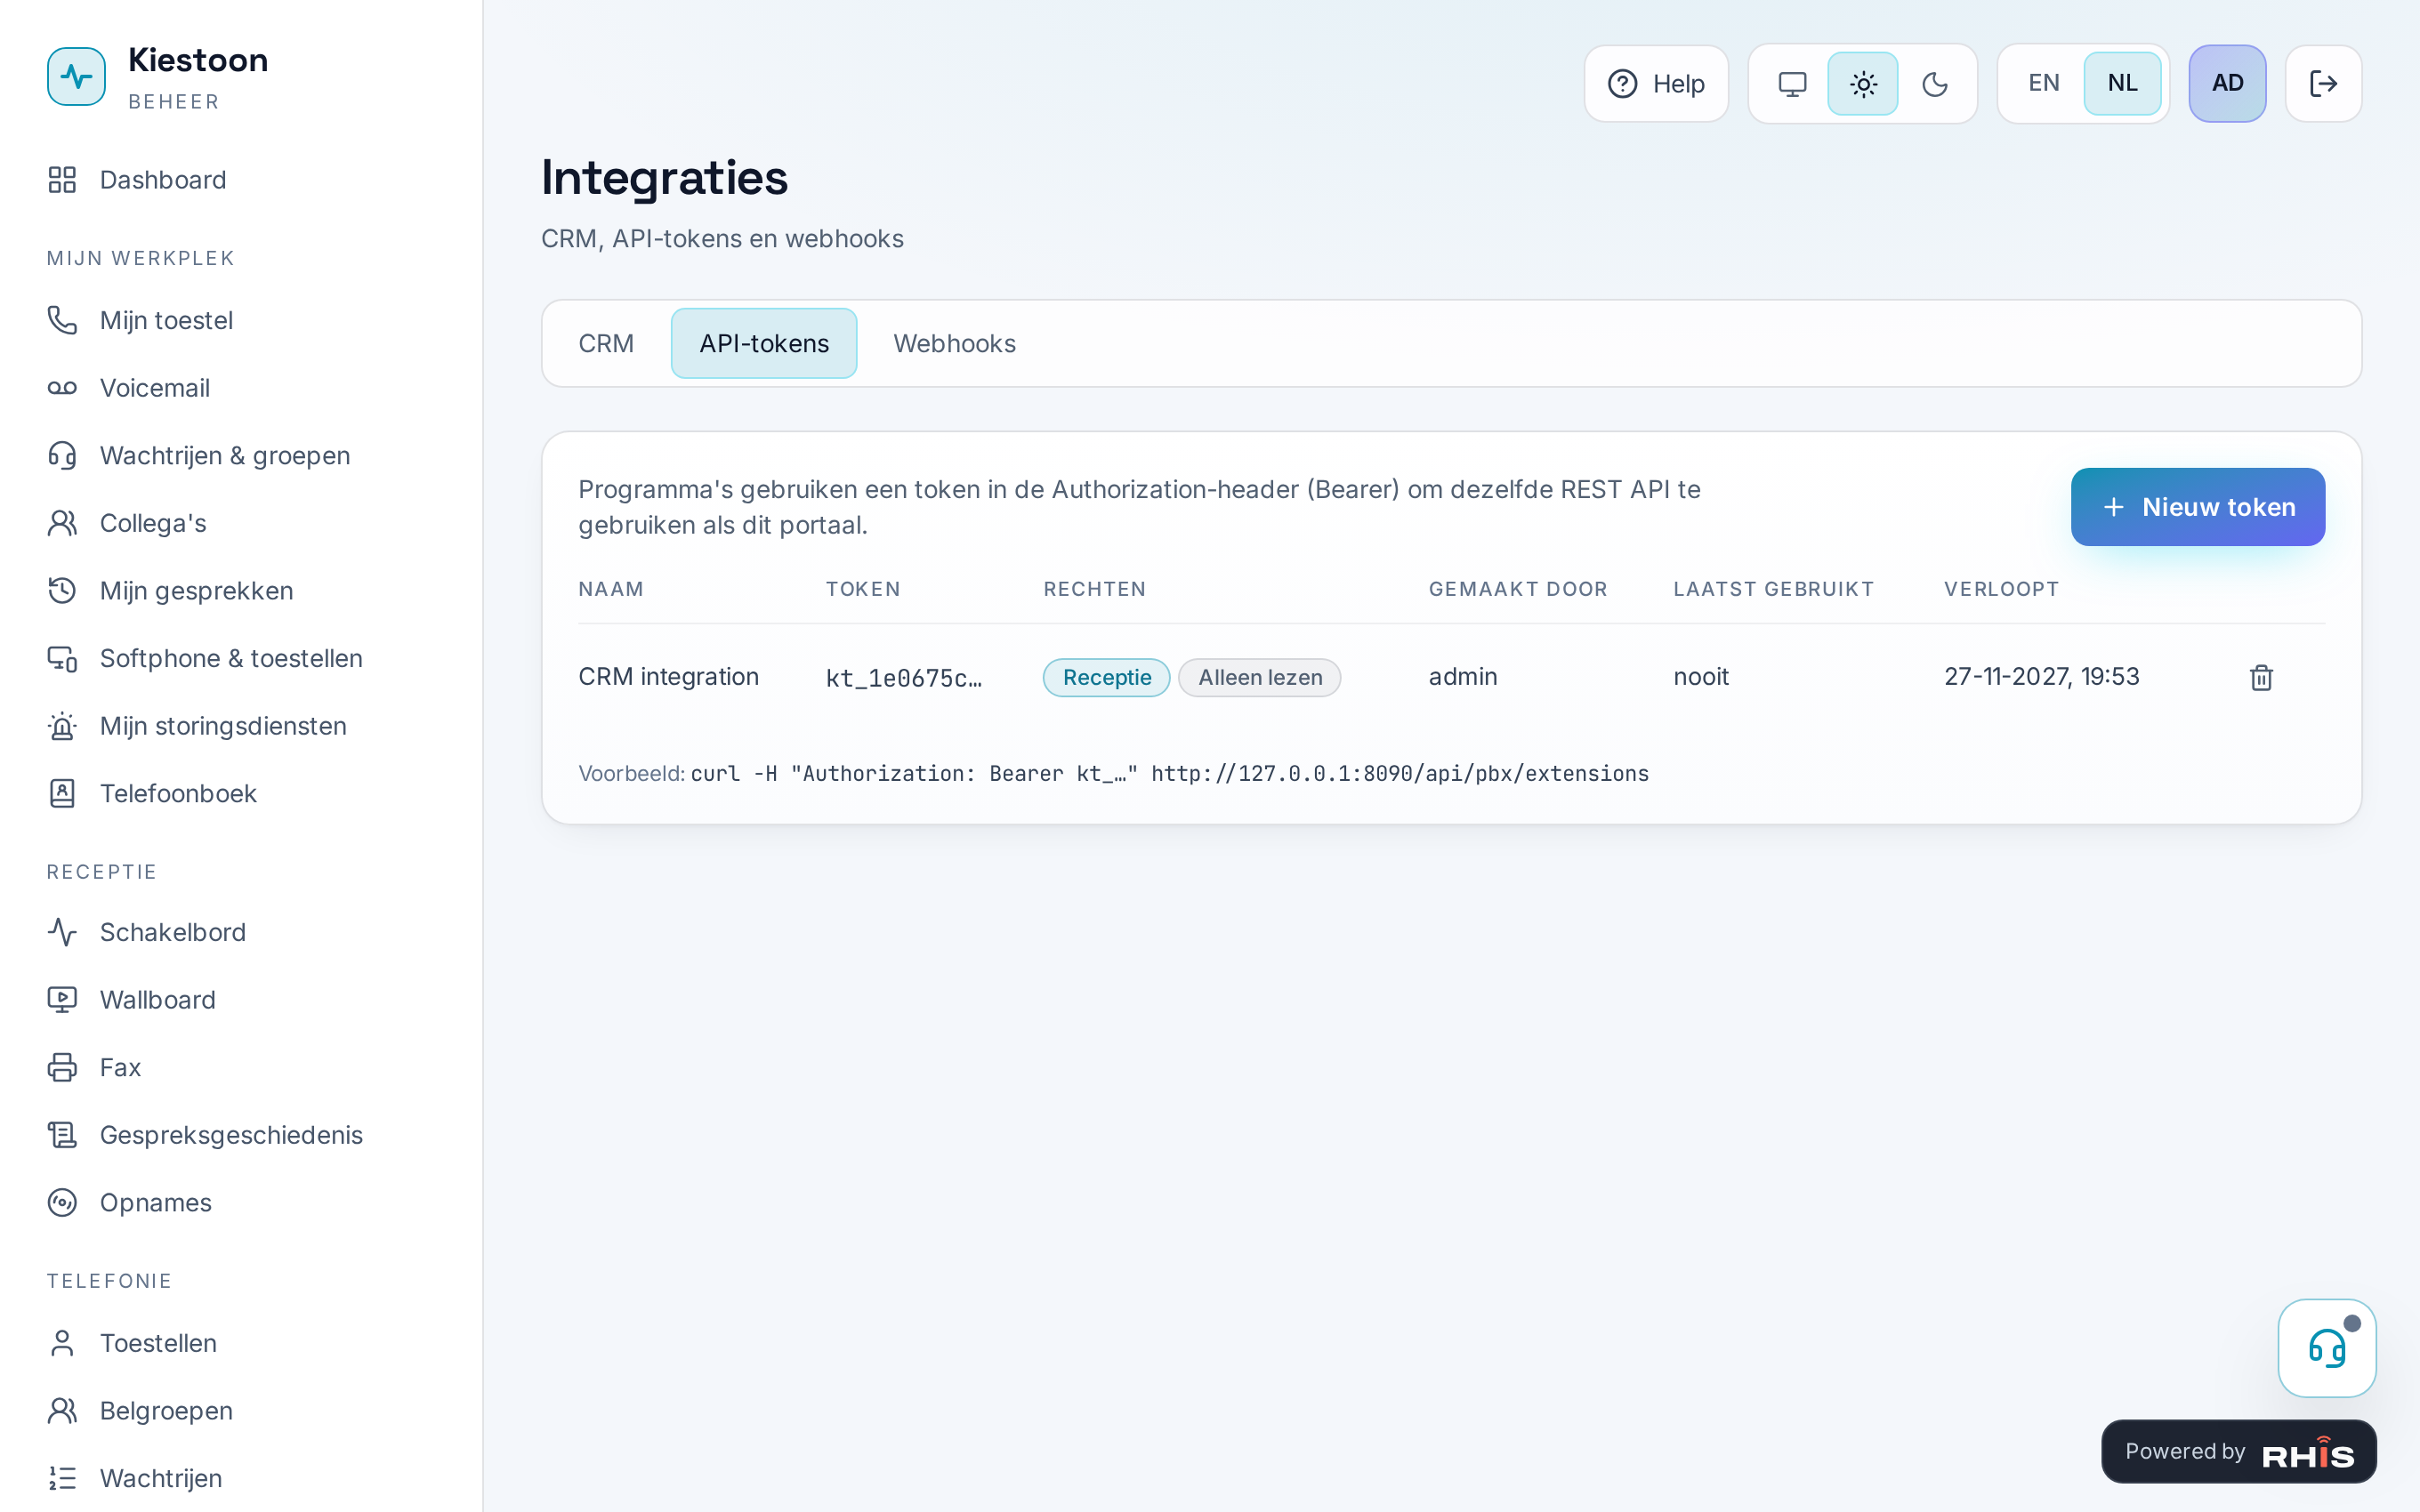 Kiestoon
BEHEER
Dashboard
MIJN WERKPLEK
Mijn toestel
Voicemail
Wachtrijen & groepen
Collega's
Mijn gesprekken
Softphone & toestellen
Mijn storingsdiensten
Telefoonboek
RECEPTIE
Schakelbord
Wallboard
Fax
Gespreksgeschiedenis
Opnames
TELEFONIE
Toestellen
Belgroepen
Wachtrijen
Help
EN
NL
AD
Integraties
CRM, API-tokens en webhooks
CRM
API-tokens
Webhooks
Programma's gebruiken een token in de Authorization-header (Bearer) om dezelfde REST API te
gebruiken als dit portaal.
Nieuw token
NAAM TOKEN RECHTEN GEMAAKT DOOR LAATST GEBRUIKT VERLOOPT
CRM integration kt_1e0675c… Receptie Alleen lezen admin nooit 27-11-2027, 19:53
Voorbeeld: curl -H "Authorization: Bearer kt_…" http://127.0.0.1:8090/api/pbx/extensions
Powered by RHIS